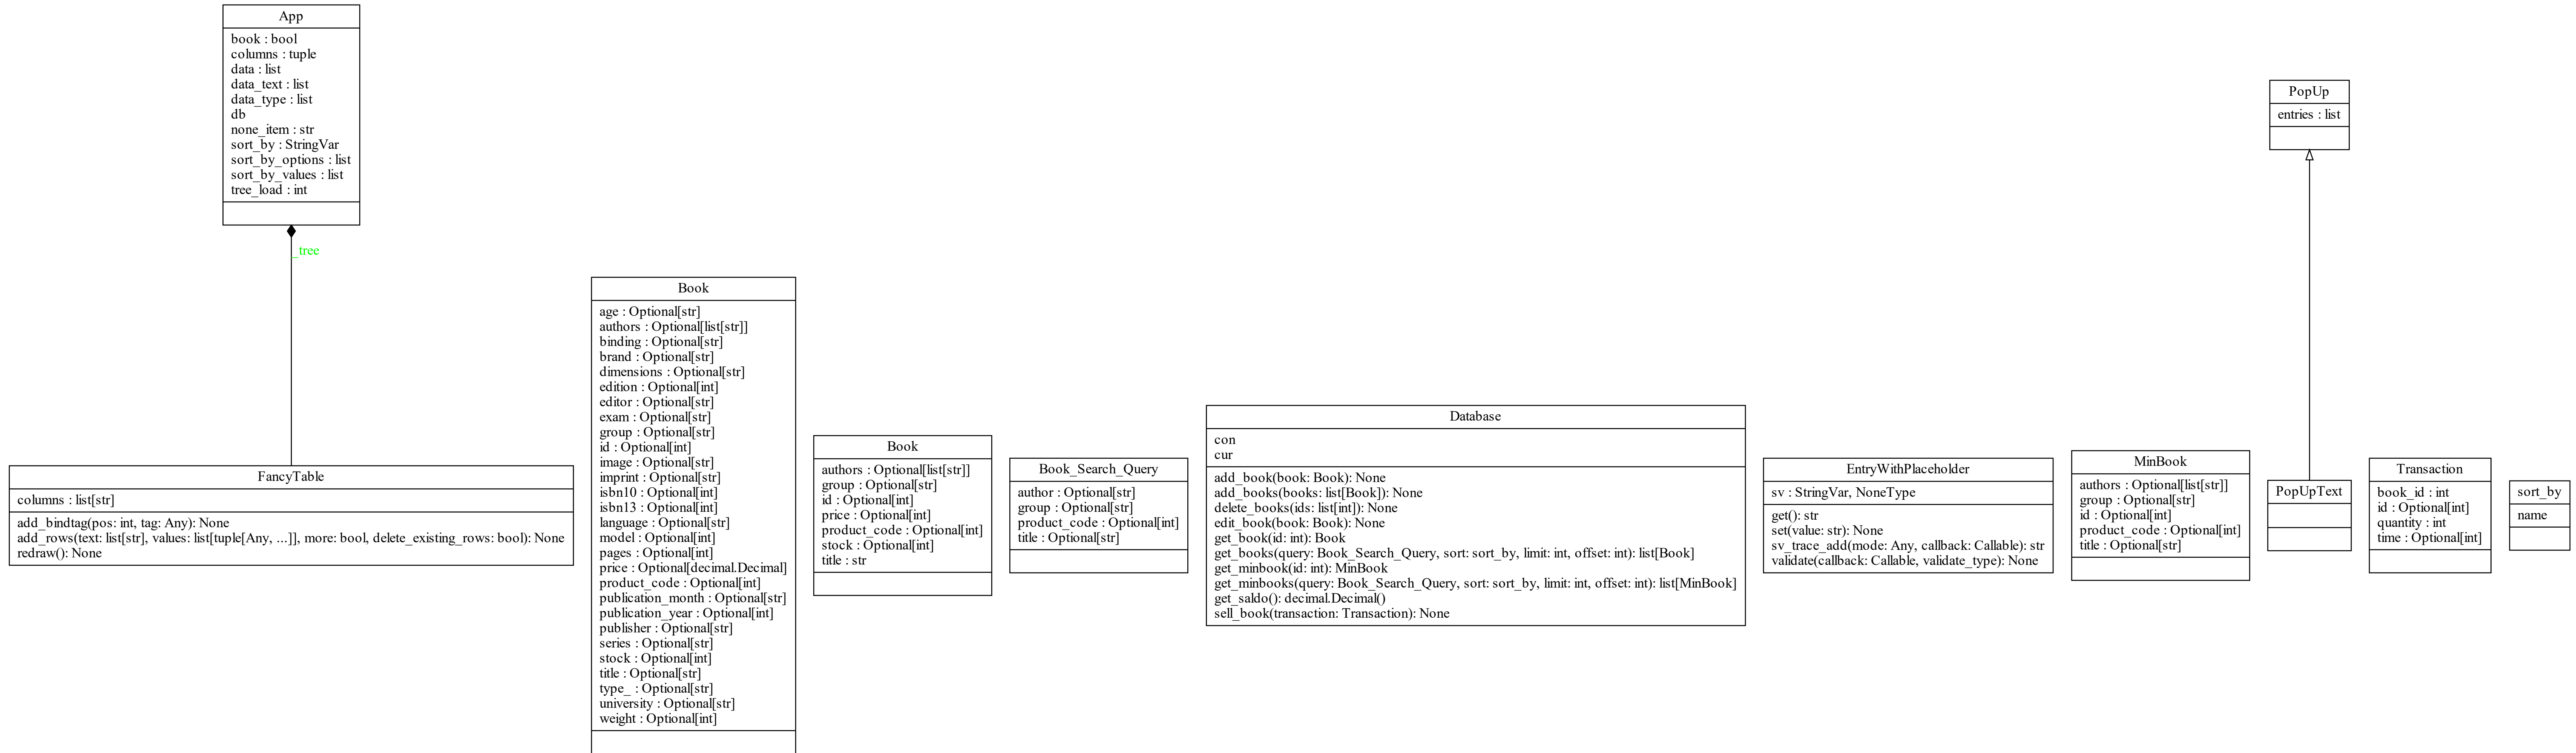 App
book : bool
columns : tuple
data : list
data_text : list
data_type : list
db
none_item : str
sort_by : StringVar
sort_by_options : list
sort_by_values : list
tree_load : int
_tree
FancyTable
columns : list[str]
add_bindtag(pos: int, tag: Any): None
add_rows(text: list[str], values: list[tuple[Any, ...]], more: bool, delete_existing_rows: bool): None
redraw(): None
Book
age : Optional[str]
authors : Optional[list[str]]
binding : Optional[str]
brand : Optional[str]
dimensions : Optional[str]
edition : Optional[int]
editor : Optional[str]
exam : Optional[str]
group : Optional[str]
id : Optional[int]
image : Optional[str]
imprint : Optional[str]
isbn10 : Optional[int]
isbn13 : Optional[int]
language : Optional[str]
model : Optional[int]
pages : Optional[int]
price : Optional[decimal.Decimal]
product_code : Optional[int]
publication_month : Optional[str]
publication_year : Optional[int]
publisher : Optional[str]
series : Optional[str]
stock : Optional[int]
title : Optional[str]
type_ : Optional[str]
university : Optional[str]
weight : Optional[int]
Book
authors : Optional[list[str]]
group : Optional[str]
id : Optional[int]
price : Optional[int]
product_code : Optional[int]
stock : Optional[int]
title : str
Book_Search_Query
author : Optional[str]
group : Optional[str]
product_code : Optional[int]
title : Optional[str]
Database
con
cur
add_book(book: Book): None
add_books(books: list[Book]): None
delete_books(ids: list[int]): None
edit_book(book: Book): None
get_book(id: int): Book
get_books(query: Book_Search_Query, sort: sort_by, limit: int, offset: int): list[Book]
get_minbook(id: int): MinBook
get_minbooks(query: Book_Search_Query, sort: sort_by, limit: int, offset: int): list[MinBook]
get_saldo(): decimal.Decimal()
sell_book(transaction: Transaction): None
EntryWithPlaceholder
sv : StringVar, NoneType
get(): str
set(value: str): None
sv_trace_add(mode: Any, callback: Callable): str
validate(callback: Callable, validate_type): None
MinBook
authors : Optional[list[str]]
group : Optional[str]
id : Optional[int]
product_code : Optional[int]
title : Optional[str]
PopUp
entries : list
PopUpText
Transaction
book_id : int
id : Optional[int]
quantity : int
time : Optional[int]
sort_by
name